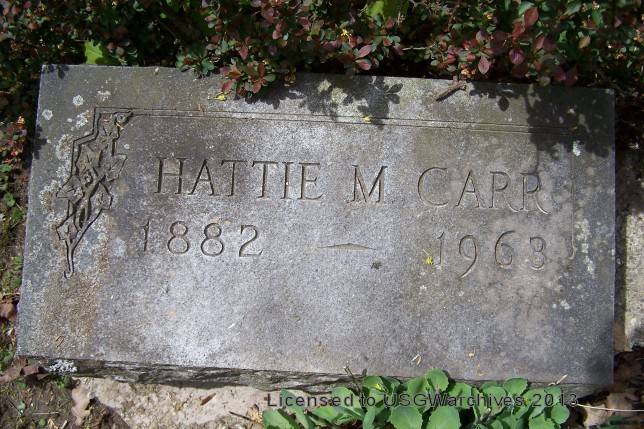 HATTIE M. CARR
1882 — 1963
Licensed to USGWarchives 2013